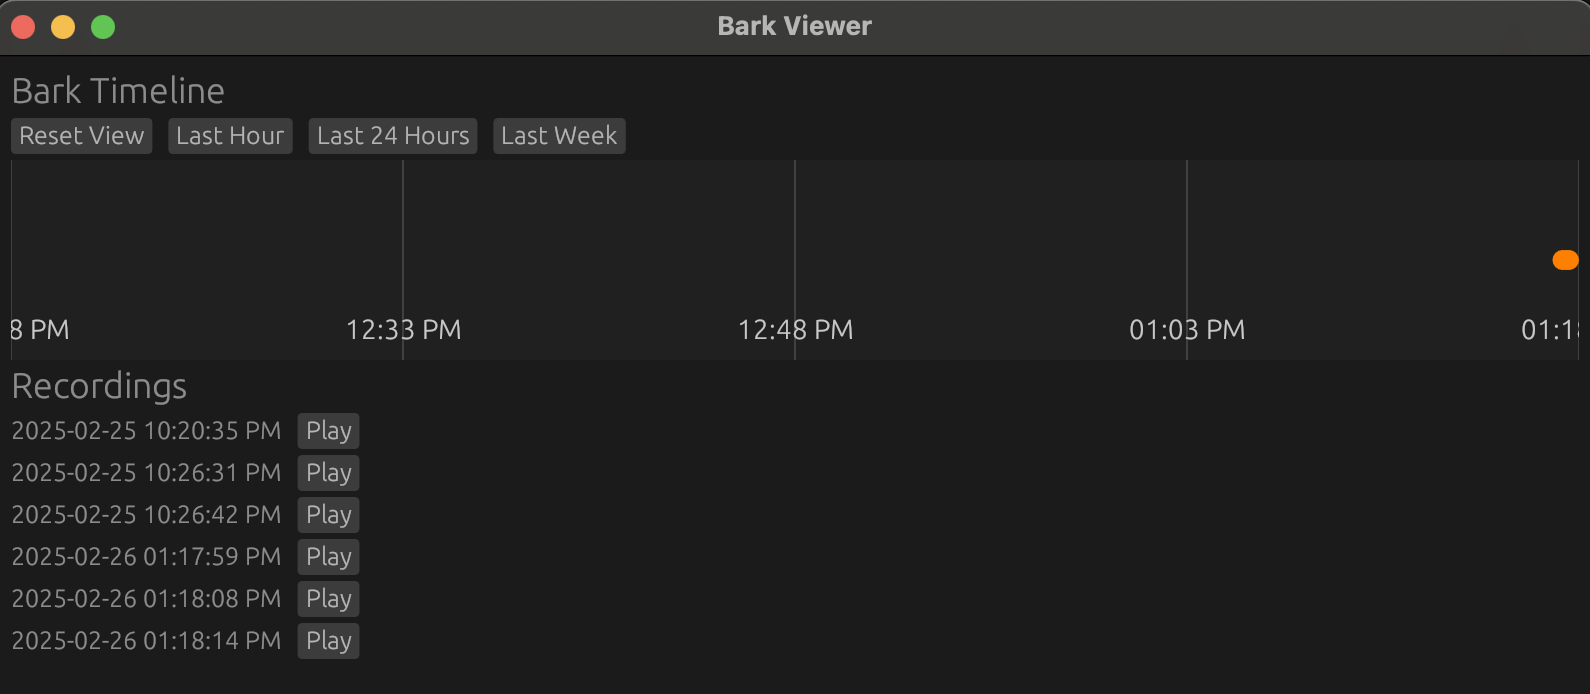 Bark Viewer
Bark Timeline
Reset View Last Hour Last 24 Hours Last Week
8 PM 12:33 PM 12:48 PM 01:03 PM 01:1
Recordings
2025-02-25 10:20:35 PM Play
2025-02-25 10:26:31 PM Play
2025-02-25 10:26:42 PM Play
2025-02-26 01:17:59 PM Play
2025-02-26 01:18:08 PM Play
2025-02-26 01:18:14 PM Play